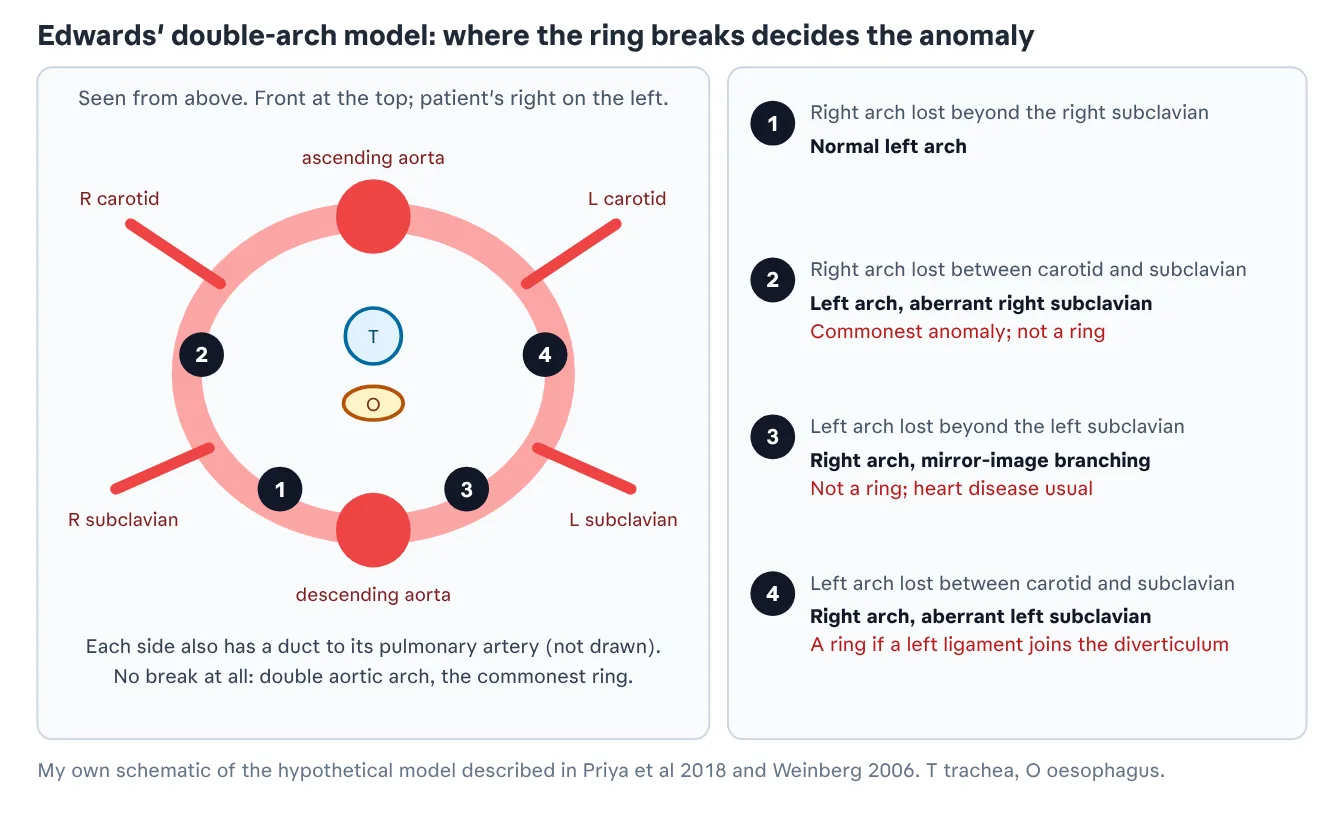 Edwards' double-arch model: where the ring breaks decides the anomaly
Seen from above. Front at the top; patient's right on the left.
ascending aorta
R carotid
L carotid
T
2
4
O
1
3
R subclavian
L subclavian
descending aorta
Each side also has a duct to its pulmonary artery (not drawn).
No break at all: double aortic arch, the commonest ring.
1
Right arch lost beyond the right subclavian
Normal left arch
2
Right arch lost between carotid and subclavian
Left arch, aberrant right subclavian
Commonest anomaly; not a ring
3
Left arch lost beyond the left subclavian
Right arch, mirror-image branching
Not a ring; heart disease usual
4
Left arch lost between carotid and subclavian
Right arch, aberrant left subclavian
A ring if a left ligament joins the diverticulum
My own schematic of the hypothetical model described in Priya et al 2018 and Weinberg 2006. T trachea, O oesophagus.